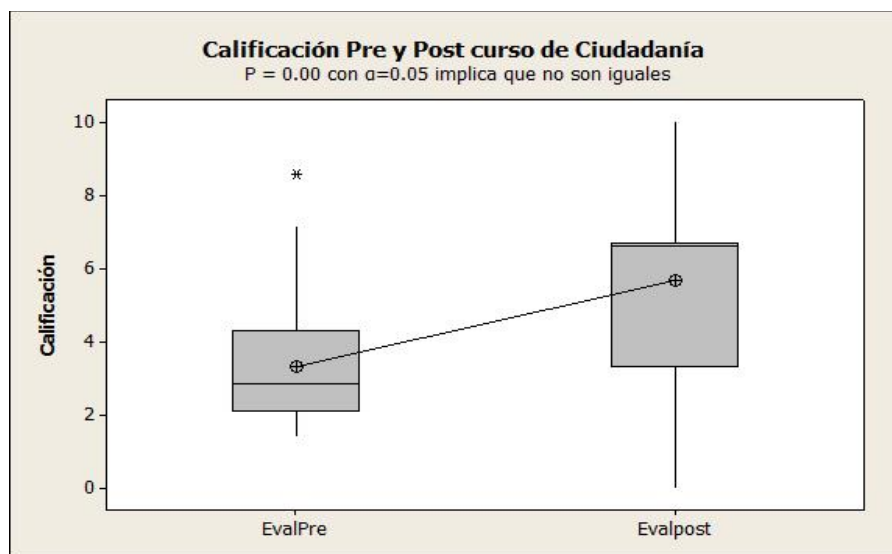 Calificación Pre y Post curso de Ciudadanía
P = 0.00 con α=0.05 implica que no son iguales
Calificación
10
8
6
4
2
0
EvalPre
Evalpost